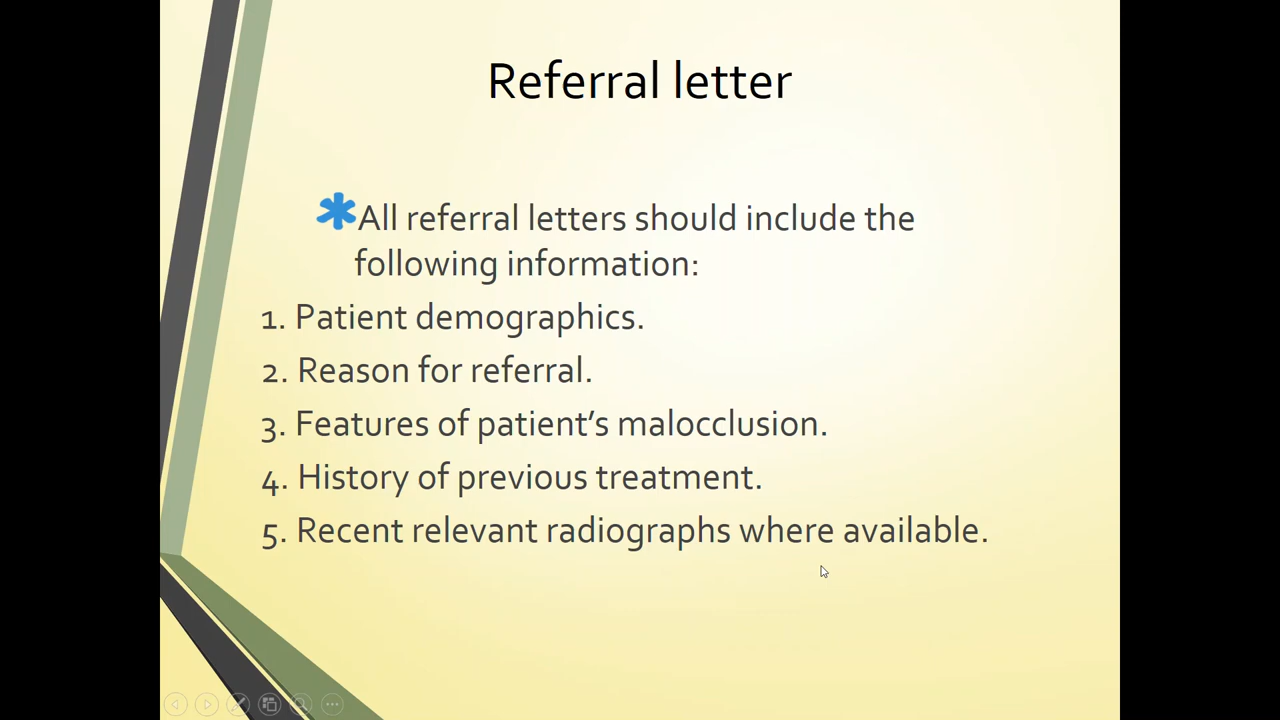 Referral letter
All referral letters should include the
following information:
1. Patient demographics.
2. Reason for referral.
3. Features of patient’s malocclusion.
4. History of previous treatment.
5. Recent relevant radiographs where available.